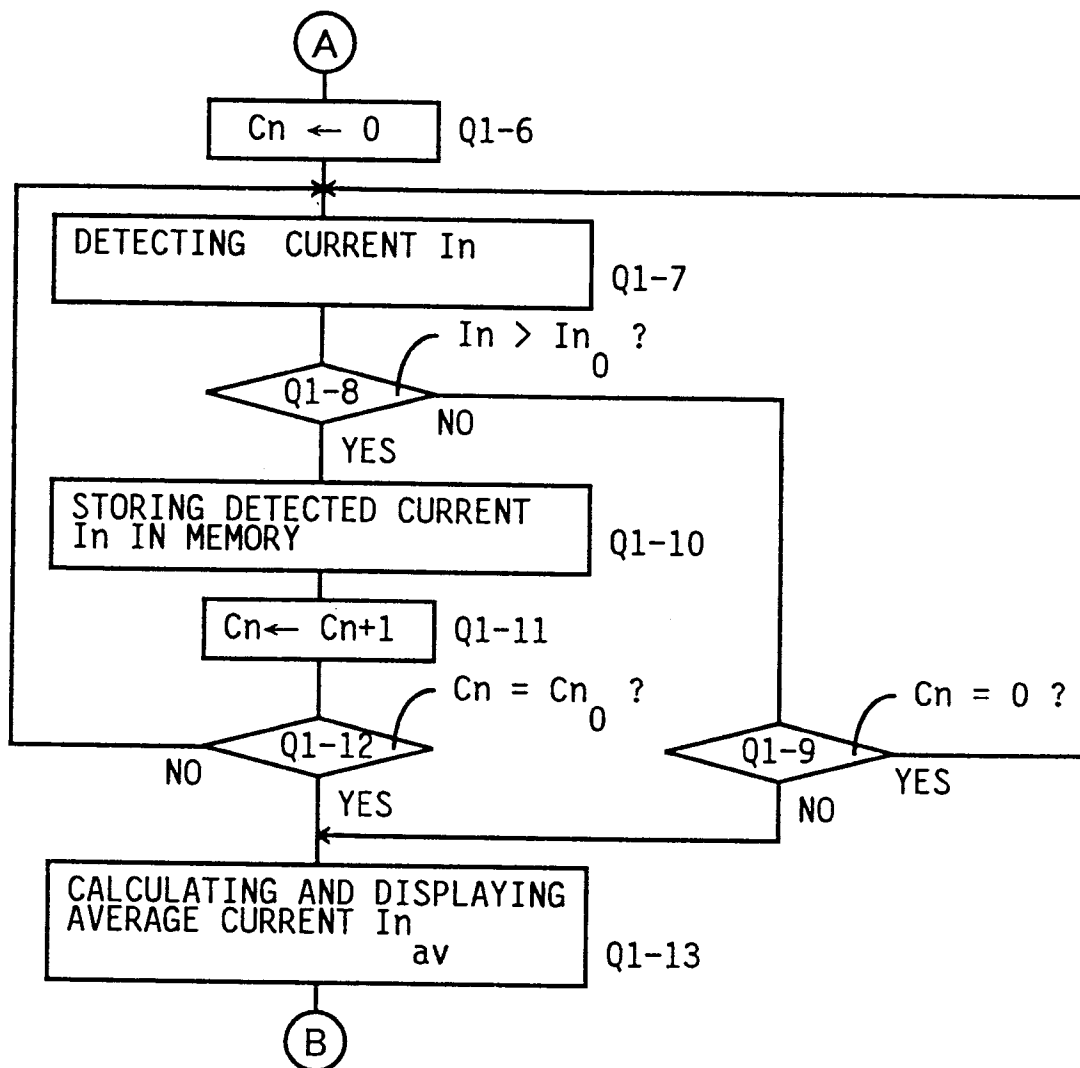 A
Cn ← 0
Q1-6
DETECTING CURRENT In
Q1-7
In > In0 ?
Q1-8
NO
YES
STORING DETECTED CURRENT
In IN MEMORY
Q1-10
Cn← Cn+1
Q1-11
Cn = Cn0 ?
Cn = 0 ?
Q1-12
Q1-9
NO
YES
YES
NO
CALCULATING AND DISPLAYING
AVERAGE CURRENT Inav
Q1-13
B